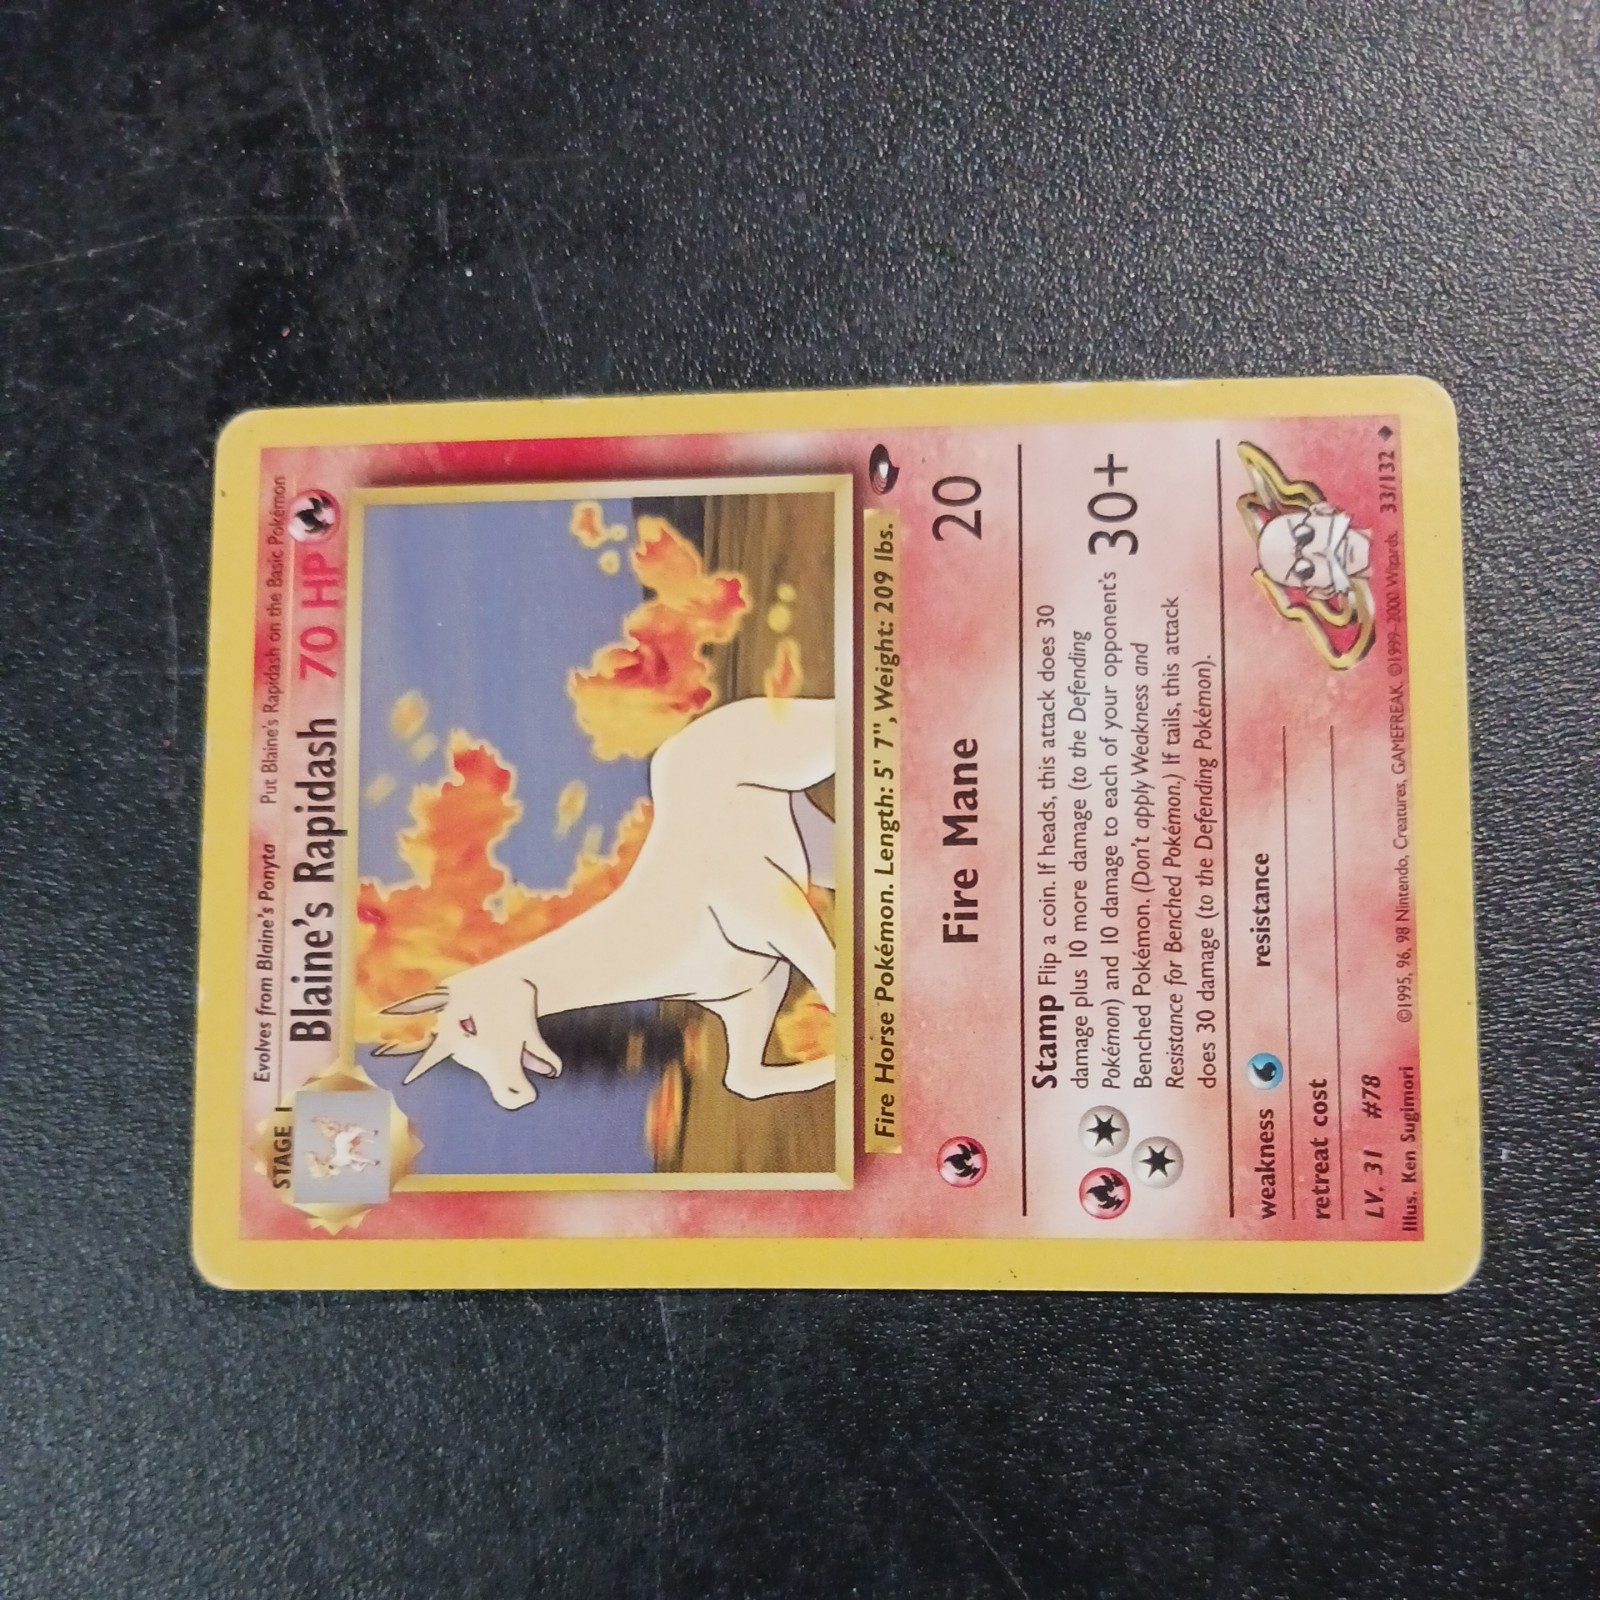 STAGE 1 Evolves from Blaine's Ponyta Put Blaine's Rapidash on the Basic Pokémon
Blaine's Rapidash 70 HP
Fire Horse Pokémon. Length: 5' 7", Weight: 209 lbs.
Fire Mane 20
Stamp Flip a coin. If heads, this attack does 30
damage plus 10 more damage (to the Defending
Pokémon) and 10 damage to each of your opponent's
Benched Pokémon. (Don't apply Weakness and
Resistance for Benched Pokémon.) If tails, this attack
does 30 damage (to the Defending Pokémon).
30+
weakness resistance
retreat cost
LV. 31 #78
Illus. Ken Sugimori ©1995, 96, 98 Nintendo, Creatures, GAMEFREAK. ©1999-2000 Wizards. 33/132